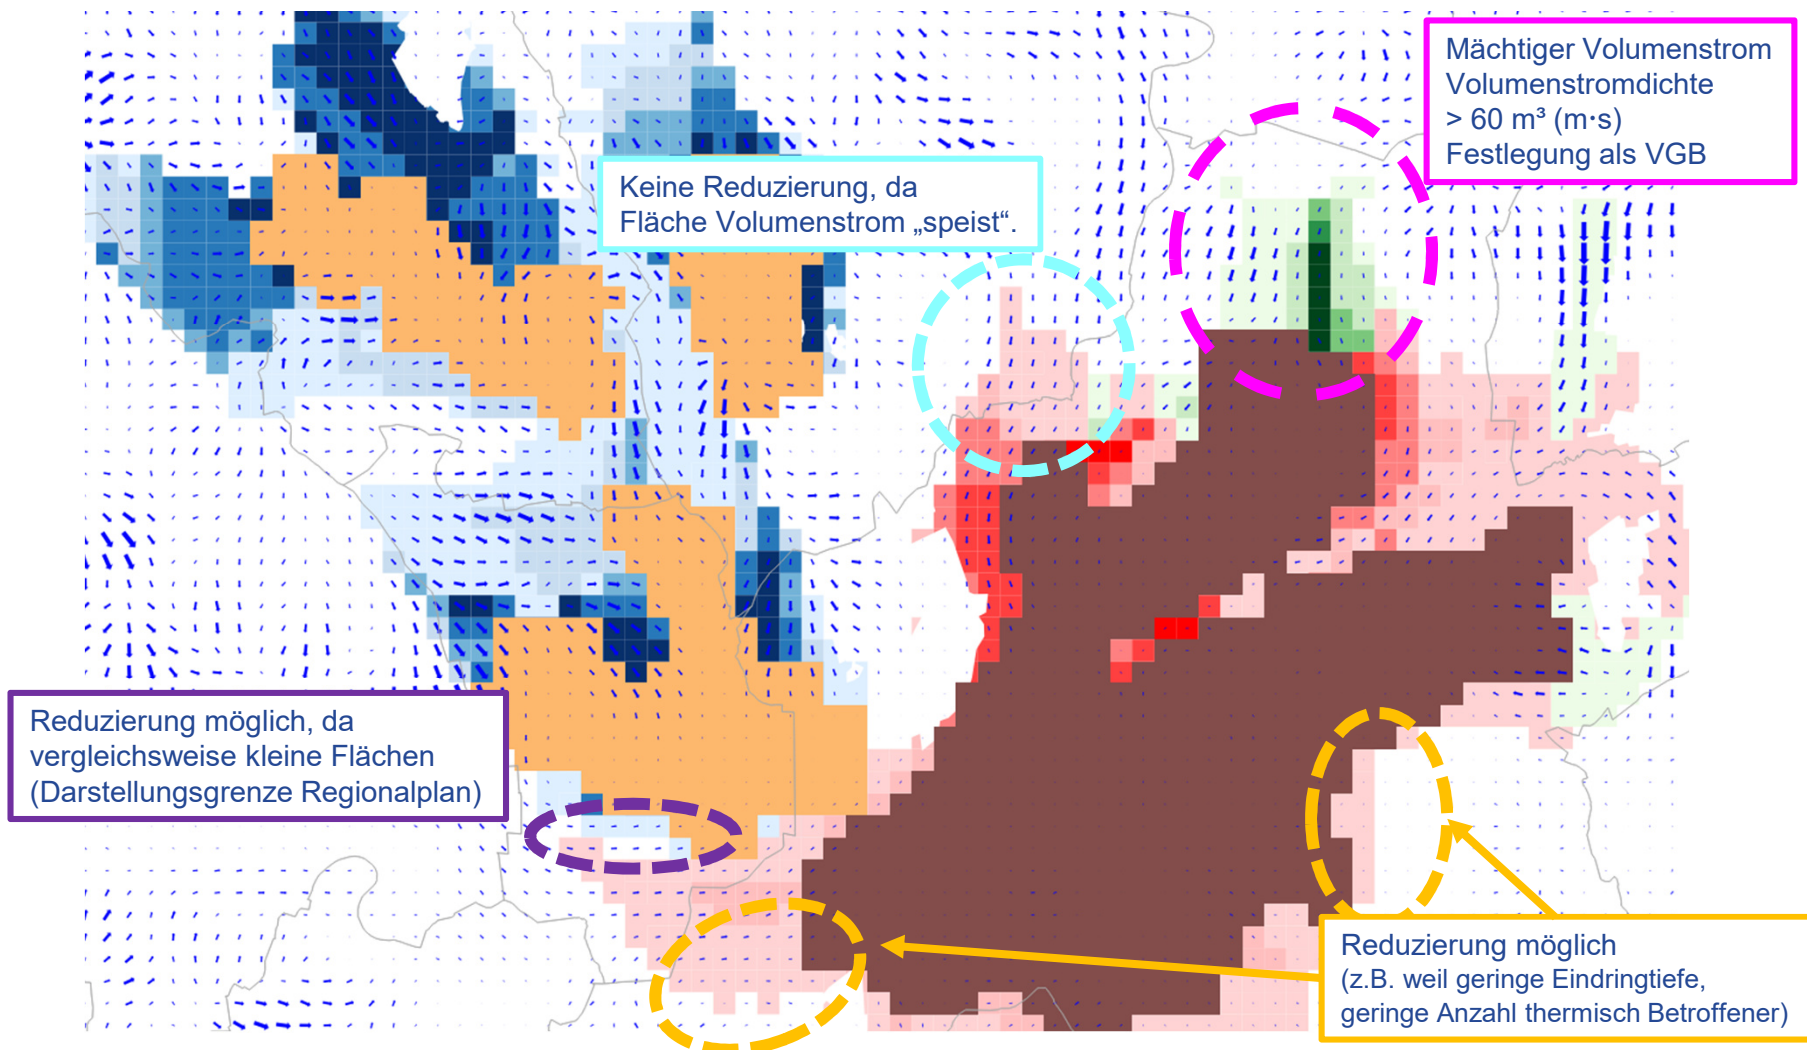 Mächtiger Volumenstrom
Volumenstromdichte
> 60 m³ (m·s)
Festlegung als VGB
Keine Reduzierung, da
Fläche Volumenstrom „speist“.
Reduzierung möglich, da
vergleichsweise kleine Flächen
(Darstellungsgrenze Regionalplan)
Reduzierung möglich
(z.B. weil geringe Eindringtiefe,
geringe Anzahl thermisch Betroffener)